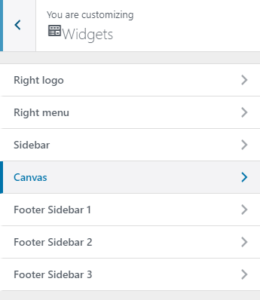 You are customizing
Widgets
Right logo
Right menu
Sidebar
Canvas
Footer Sidebar 1
Footer Sidebar 2
Footer Sidebar 3